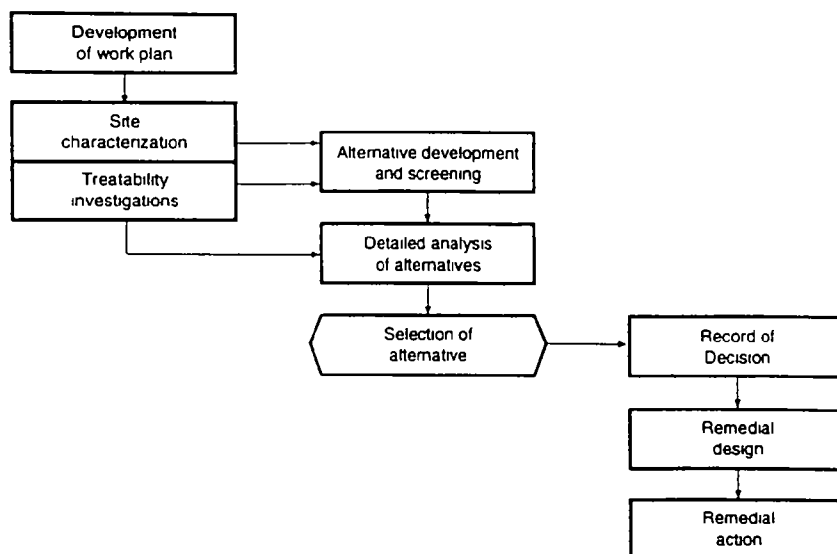 Development
of work plan
Site
characterization
Treatability
investigations
Alternative development
and screening
Detailed analysis
of alternatives
Selection of
alternative
Record of
Decision
Remedial
design
Remedial
action